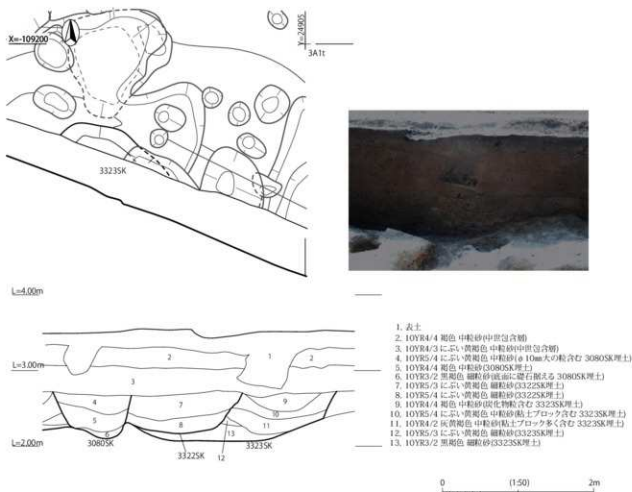 X=-109200
Y=24905
3A1t
3323SK
L=4.00m
L=3.00m
L=2.00m
1
2
2
3
4
5
6
7
8
9
10
11
12
13
3080SK
3322SK
3323SK
1. 表土
2. 10YR4/4 褐色 中粒砂(中世包含層)
3. 10YR4/3 にぶい黄褐色 中粒砂(中世包含層)
4. 10YR5/4 にぶい黄褐色 中粒砂(φ10㎜大の粒含む 3080SK埋土)
5. 10YR4/4 褐色 中粒砂(3080SK埋土)
6. 10YR3/2 黒褐色 細粒砂(底面に礎石据える 3080SK埋土)
7. 10YR5/3 にぶい黄褐色 細粒砂(3322SK埋土)
8. 10YR5/4 にぶい黄褐色 細粒砂(3322SK埋土)
9. 10YR4/4 褐色 中粒砂(炭化物粒含む 3323SK埋土)
10. 10YR5/4 にぶい黄褐色 中粒砂(粘土ブロック含む 3323SK埋土)
11. 10YR4/2 灰黄褐色 中粒砂(粘土ブロック多く含む 3323SK埋土)
12. 10YR5/3 にぶい黄褐色 細粒砂(3323SK埋土)
13. 10YR3/2 黒褐色 細粒砂(3323SK埋土)
0 (1:50) 2m